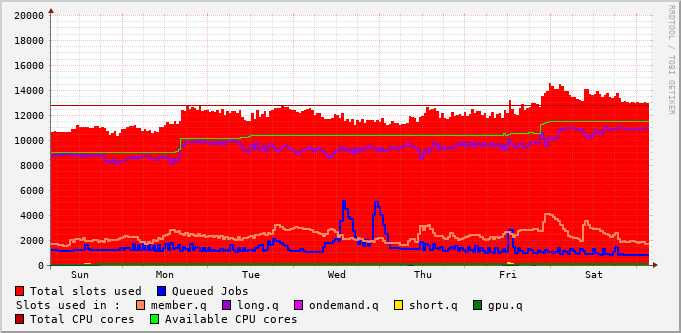 20000
18000
16000
14000
12000
10000
8000
6000
4000
2000
0
Sun Mon Tue Wed Thu Fri Sat
Total slots used Queued Jobs
Slots used in : member.q long.q ondemand.q short.q gpu.q
Total CPU cores Available CPU cores
RRDTOOL / TOBI OETIKER